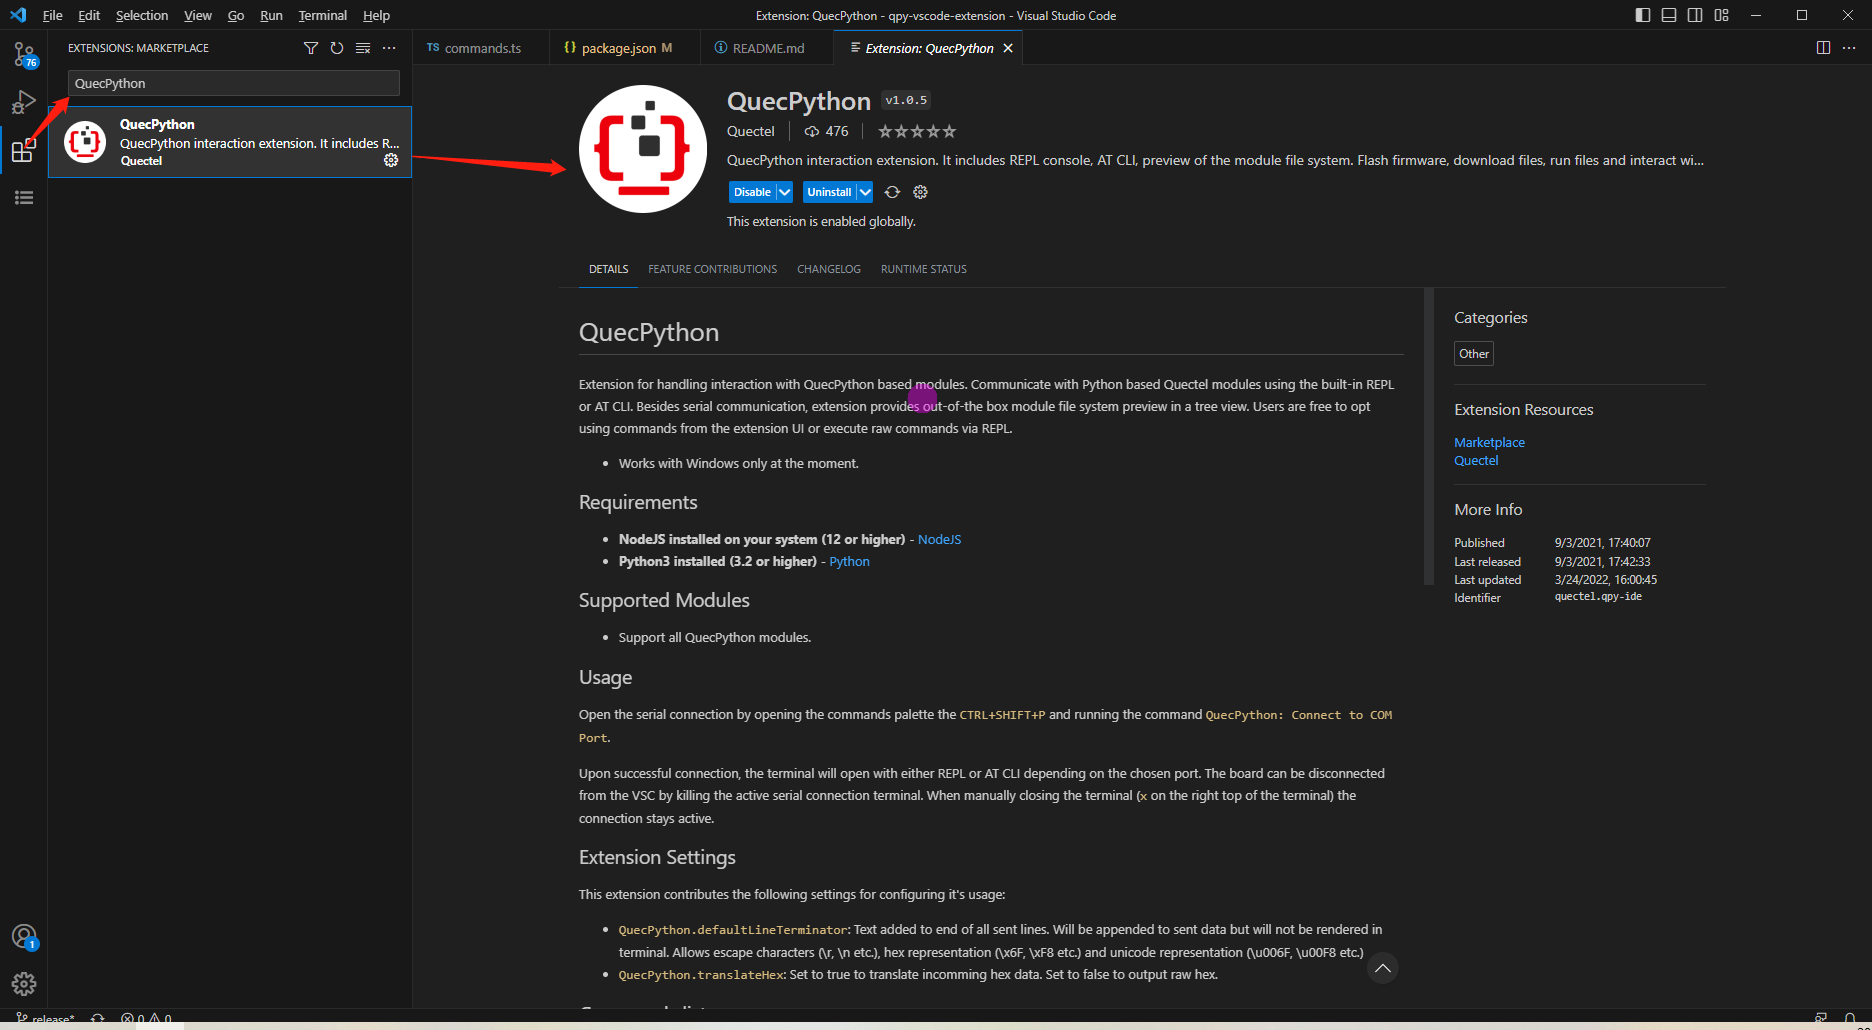 File Edit Selection View Go Run Terminal Help
Extension: QuecPython - qpy-vscode-extension - Visual Studio Code
76
1
EXTENSIONS: MARKETPLACE
QuecPython
QuecPython
QuecPython interaction extension. It includes R...
Quectel
TS commands.ts
{} package.json M
README.md
Extension: QuecPython
QuecPython v1.0.5
Quectel 476
QuecPython interaction extension. It includes REPL console, AT CLI, preview of the module file system. Flash firmware, download files, run files and interact wi...
Disable Uninstall
This extension is enabled globally.
DETAILS FEATURE CONTRIBUTIONS CHANGELOG RUNTIME STATUS
QuecPython
Extension for handling interaction with QuecPython based modules. Communicate with Python based Quectel modules using the built-in REPL
or AT CLI. Besides serial communication, extension provides out-of-the box module file system preview in a tree view. Users are free to opt
using commands from the extension UI or execute raw commands via REPL.
• Works with Windows only at the moment.
Requirements
• NodeJS installed on your system (12 or higher) - NodeJS
• Python3 installed (3.2 or higher) - Python
Supported Modules
• Support all QuecPython modules.
Usage
Open the serial connection by opening the commands palette the CTRL+SHIFT+P and running the command QuecPython: Connect to COM
Port.
Upon successful connection, the terminal will open with either REPL or AT CLI depending on the chosen port. The board can be disconnected
from the VSC by killing the active serial connection terminal. When manually closing the terminal (x on the right top of the terminal) the
connection stays active.
Extension Settings
This extension contributes the following settings for configuring it's usage:
• QuecPython.defaultLineTerminator: Text added to end of all sent lines. Will be appended to sent data but will not be rendered in
terminal. Allows escape characters (\r, \n etc.), hex representation (\x6F, \xF8 etc.) and unicode representation (\u006F, \u00F8 etc.)
• QuecPython.translateHex: Set to true to translate incomming hex data. Set to false to output raw hex.
Categories
Other
Extension Resources
Marketplace
Quectel
More Info
Published 9/3/2021, 17:40:07
Last released 9/3/2021, 17:42:33
Last updated 3/24/2022, 16:00:45
Identifier quectel.qpy-ide
release* 0 0